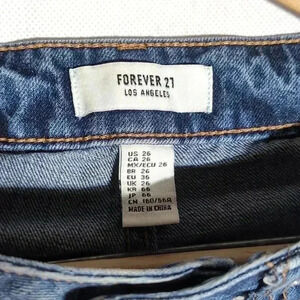 FOREVER 21
LOS ANGELES
US 26
CA 26
MX/ECU 26
BR 26
EU 36
UK 26
KR 66
JP 66
CN 160/66A
MADE IN CHINA